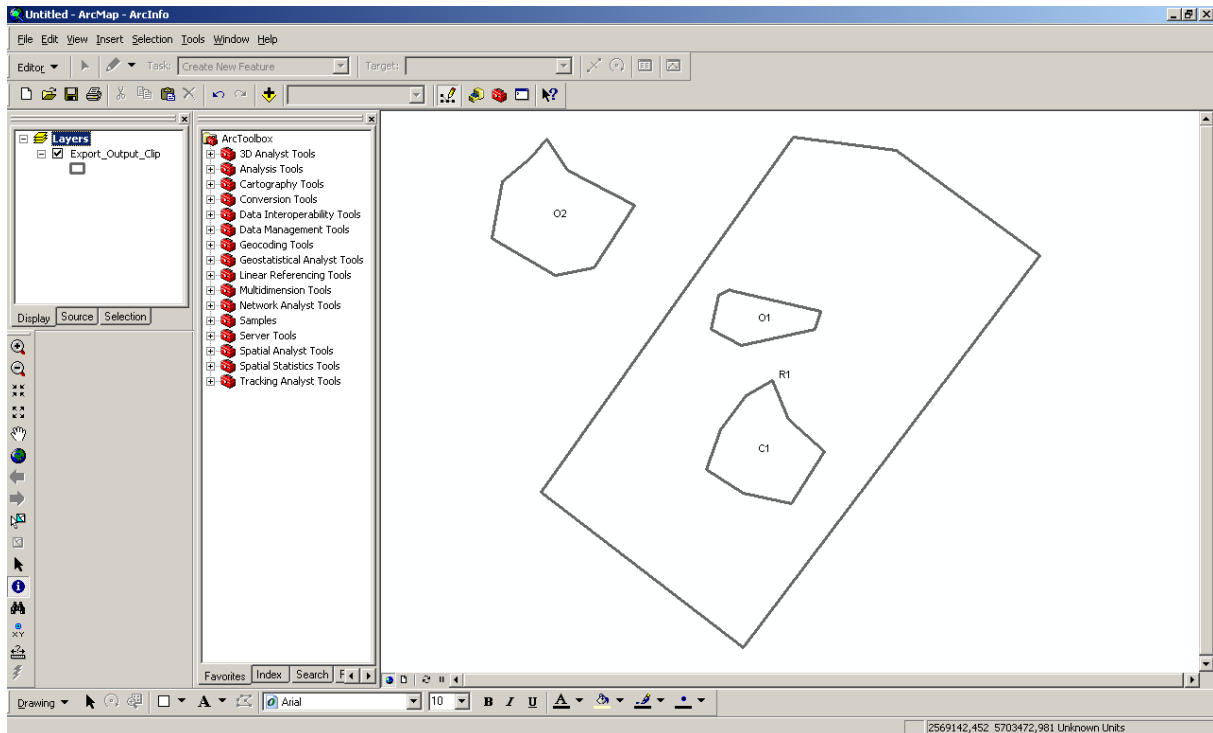 Untitled - ArcMap - ArcInfo
File Edit View Insert Selection Tools Window Help
Editor Task: Create New Feature Target:
Layers
Export_Output_Clip
Display Source Selection
ArcToolbox
3D Analyst Tools
Analysis Tools
Cartography Tools
Conversion Tools
Data Interoperability Tools
Data Management Tools
Geocoding Tools
Geostatistical Analyst Tools
Linear Referencing Tools
Multidimension Tools
Network Analyst Tools
Samples
Server Tools
Spatial Analyst Tools
Spatial Statistics Tools
Tracking Analyst Tools
Favorites Index Search
O2
O1
R1
C1
XY
Drawing A Arial 10 B I U A
2569142,452 5703472,981 Unknown Units